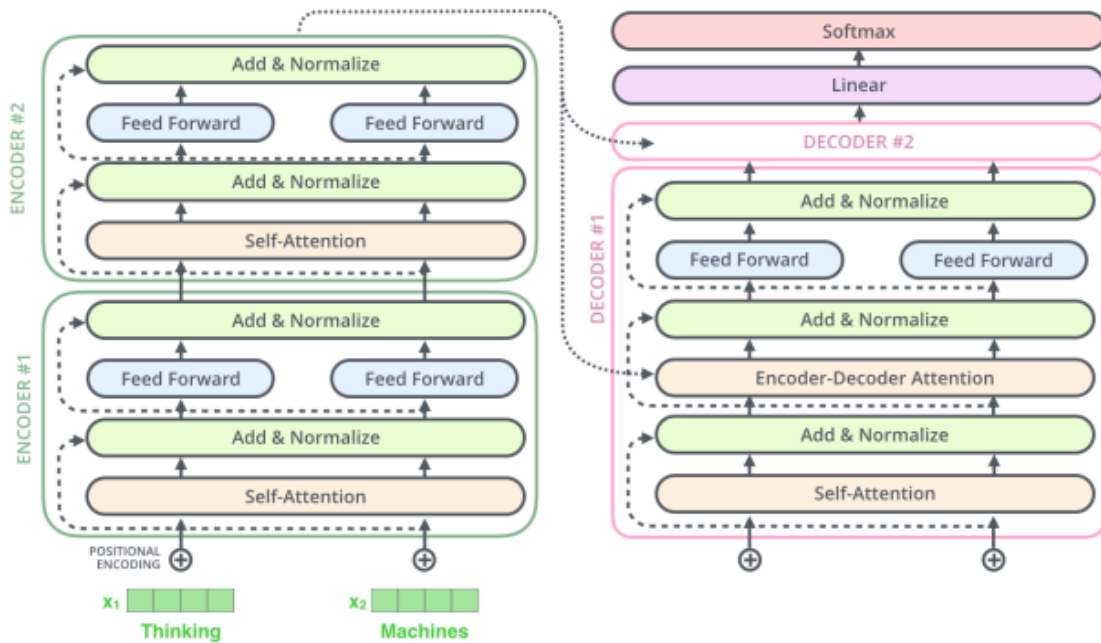 ENCODER #2
Add & Normalize
Feed Forward
Feed Forward
Add & Normalize
Self-Attention
ENCODER #1
Add & Normalize
Feed Forward
Feed Forward
Add & Normalize
Self-Attention
POSITIONAL
ENCODING
x₁
x₂
Thinking
Machines
Softmax
Linear
DECODER #2
DECODER #1
Add & Normalize
Feed Forward
Feed Forward
Add & Normalize
Encoder-Decoder Attention
Add & Normalize
Self-Attention